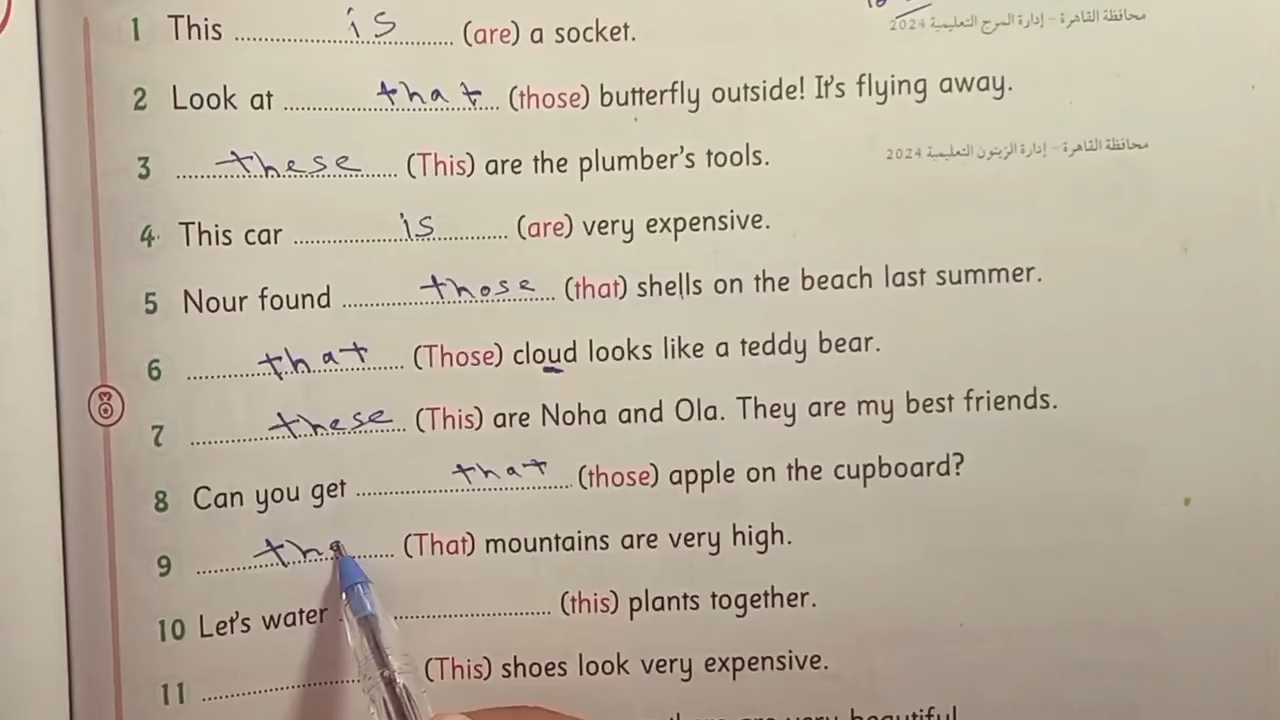 1 This ........ is ........ (are) a socket.
محافظة القاهرة - إدارة المرج التعليمية 2024
2 Look at ........ that ........ (those) butterfly outside! It's flying away.
3 ........ these ........ (This) are the plumber's tools.
محافظة القاهرة - إدارة الزيتون التعليمية 2024
4 This car ........ is ........ (are) very expensive.
5 Nour found ........ those ........ (that) shells on the beach last summer.
6 ........ that ........ (Those) cloud looks like a teddy bear.
7 ........ these ........ (This) are Noha and Ola. They are my best friends.
8 Can you get ........ that ........ (those) apple on the cupboard?
9 ........ tho ........ (That) mountains are very high.
10 Let's water ........ (this) plants together.
11 ........ (This) shoes look very expensive.
very beautiful